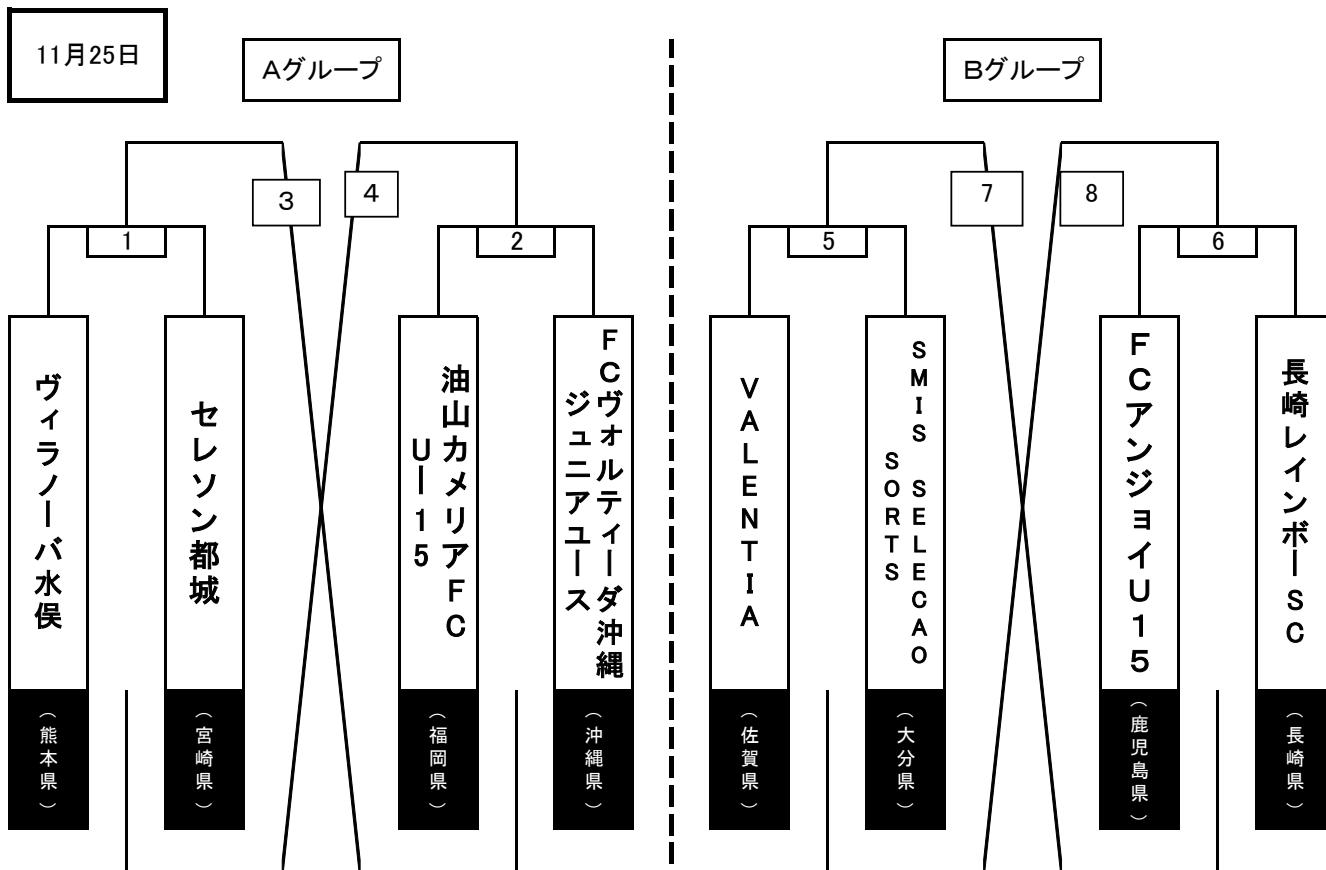 11月25日
Aグループ
Bグループ
3
4
7
8
1
2
5
6
ヴィラノーバ水俣
セレソン都城
油山カメリアFC
U－15
FCヴォルティーダ沖縄
ジュニアユース
VALENTIA
SMIS SELECAO
SORTS
FCアンジョイU15
長崎レインボーSC
（熊本県）
（宮崎県）
（福岡県）
（沖縄県）
（佐賀県）
（大分県）
（鹿児島県）
（長崎県）